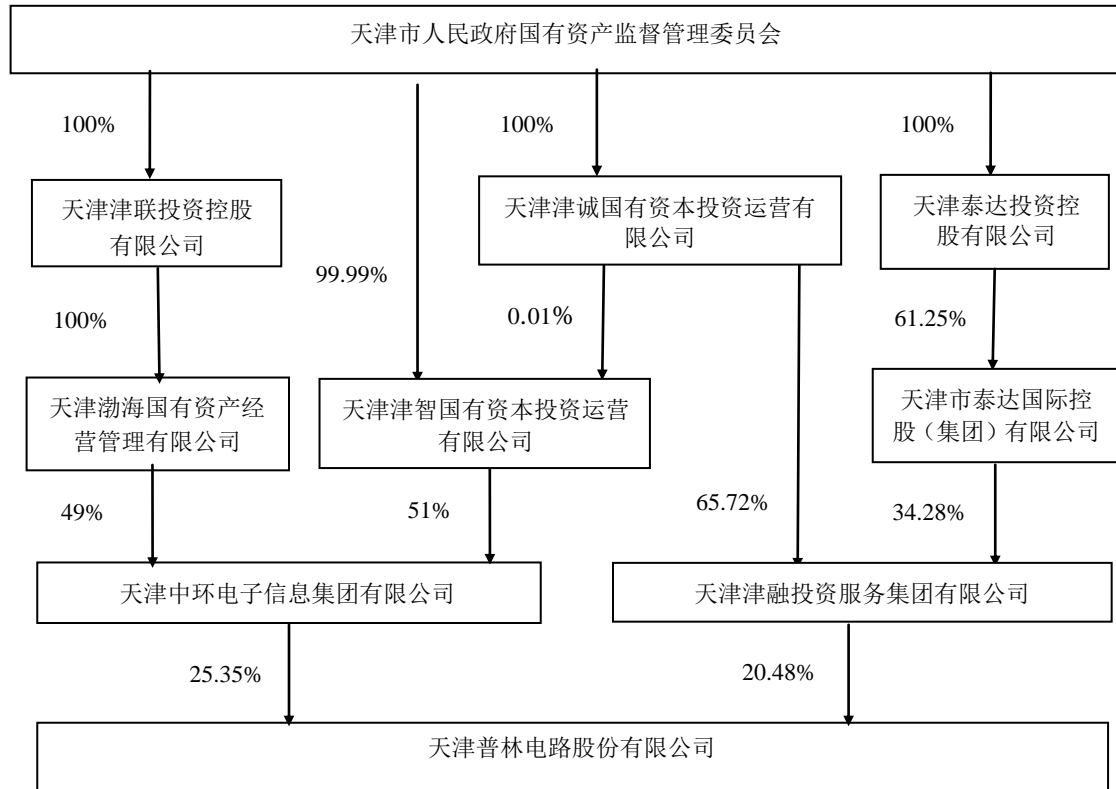 天津市人民政府国有资产监督管理委员会
100%
100%
100%
天津津联投资控股
有限公司
天津津诚国有资本投资运营有
限公司
天津泰达投资控
股有限公司
99.99%
100%
0.01%
61.25%
天津渤海国有资产经
营管理有限公司
天津津智国有资本投资运营
有限公司
天津市泰达国际控
股（集团）有限公司
49%
51%
65.72%
34.28%
天津中环电子信息集团有限公司
天津津融投资服务集团有限公司
25.35%
20.48%
天津普林电路股份有限公司